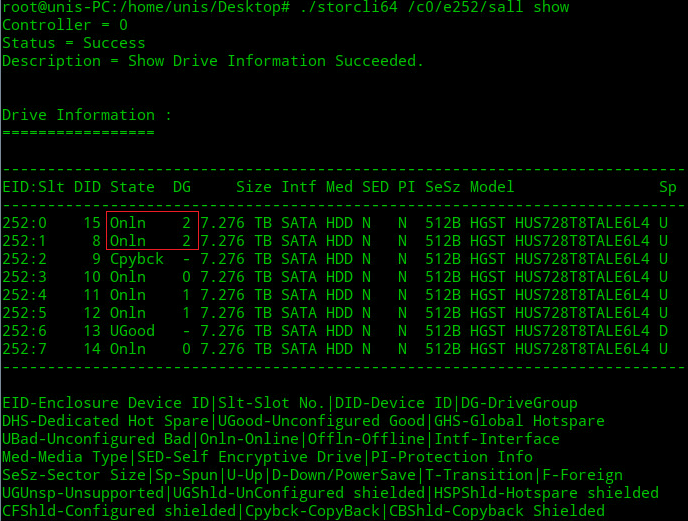 root@unis-PC:/home/unis/Desktop# ./storcli64 /c0/e252/sall show
Controller = 0
Status = Success
Description = Show Drive Information Succeeded.
Drive Information :
=================
--------------------------------------------------------------------------
EID:Slt DID State  DG     Size Intf Med SED PI SeSz Model                Sp
--------------------------------------------------------------------------
252:0    15 Onln    2 7.276 TB SATA HDD N   N  512B HGST HUS728T8TALE6L4 U
252:1     8 Onln    2 7.276 TB SATA HDD N   N  512B HGST HUS728T8TALE6L4 U
252:2     9 Cpybck  - 7.276 TB SATA HDD N   N  512B HGST HUS728T8TALE6L4 U
252:3    10 Onln    0 7.276 TB SATA HDD N   N  512B HGST HUS728T8TALE6L4 U
252:4    11 Onln    1 7.276 TB SATA HDD N   N  512B HGST HUS728T8TALE6L4 U
252:5    12 Onln    1 7.276 TB SATA HDD N   N  512B HGST HUS728T8TALE6L4 U
252:6    13 UGood   - 7.276 TB SATA HDD N   N  512B HGST HUS728T8TALE6L4 D
252:7    14 Onln    0 7.276 TB SATA HDD N   N  512B HGST HUS728T8TALE6L4 U
--------------------------------------------------------------------------
EID-Enclosure Device ID|Slt-Slot No.|DID-Device ID|DG-DriveGroup
DHS-Dedicated Hot Spare|UGood-Unconfigured Good|GHS-Global Hotspare
UBad-Unconfigured Bad|Onln-Online|Offln-Offline|Intf-Interface
Med-Media Type|SED-Self Encryptive Drive|PI-Protection Info
SeSz-Sector Size|Sp-Spun|U-Up|D-Down/PowerSave|T-Transition|F-Foreign
UGUnsp-Unsupported|UGShld-UnConfigured shielded|HSPShld-Hotspare shielded
CFShld-Configured shielded|Cpybck-CopyBack|CBShld-Copyback Shielded